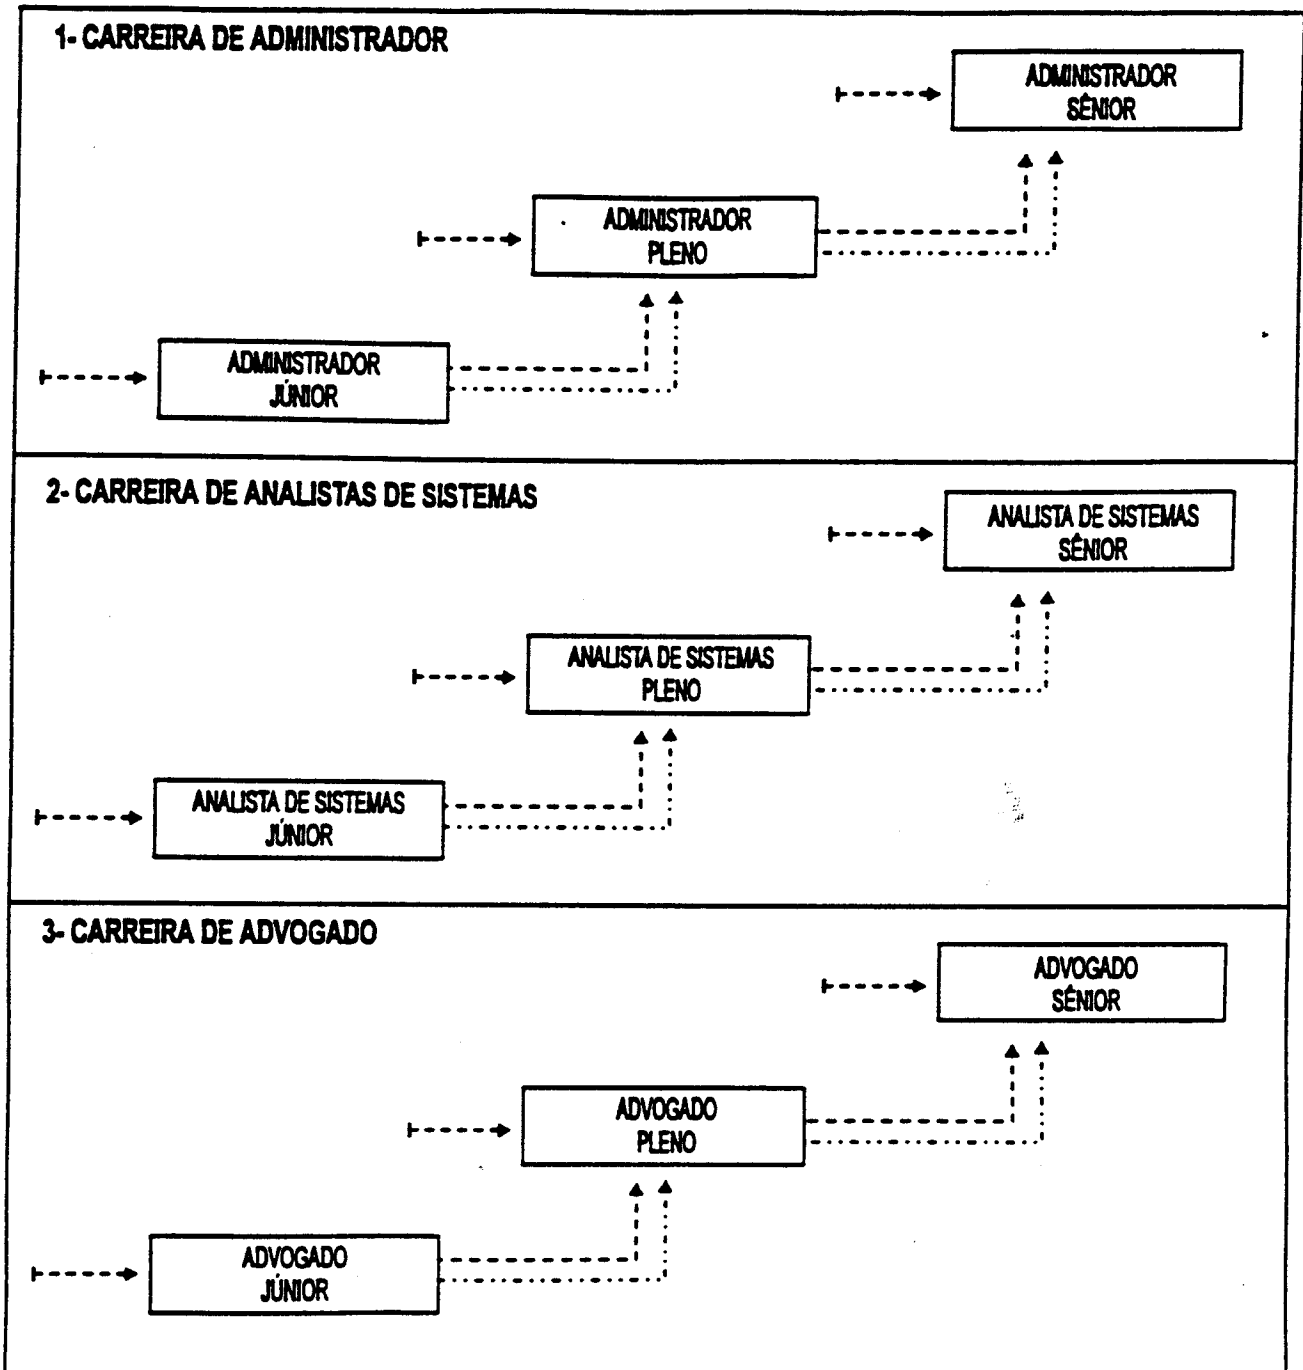 1- CARREIRA DE ADMINISTRADOR
ADMINISTRADOR
SÊNIOR
ADMINISTRADOR
PLENO
ADMINISTRADOR
JÚNIOR
2- CARREIRA DE ANALISTAS DE SISTEMAS
ANALISTA DE SISTEMAS
SÊNIOR
ANALISTA DE SISTEMAS
PLENO
ANALISTA DE SISTEMAS
JÚNIOR
3- CARREIRA DE ADVOGADO
ADVOGADO
SÊNIOR
ADVOGADO
PLENO
ADVOGADO
JÚNIOR